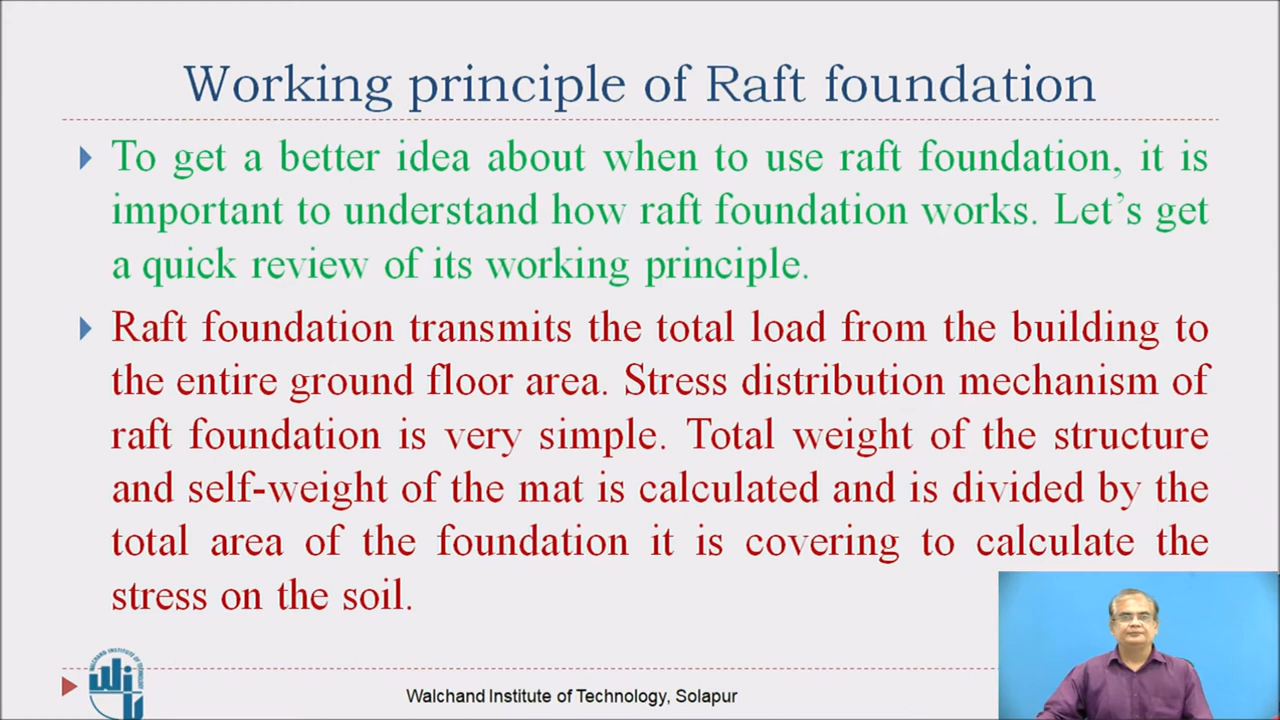 Working principle of Raft foundation
To get a better idea about when to use raft foundation, it is
important to understand how raft foundation works. Let’s get
a quick review of its working principle.
Raft foundation transmits the total load from the building to
the entire ground floor area. Stress distribution mechanism of
raft foundation is very simple. Total weight of the structure
and self-weight of the mat is calculated and is divided by the
total area of the foundation it is covering to calculate the
stress on the soil.
WALCHAND INSTITUTE OF TECHNOLOGY
Walchand Institute of Technology, Solapur